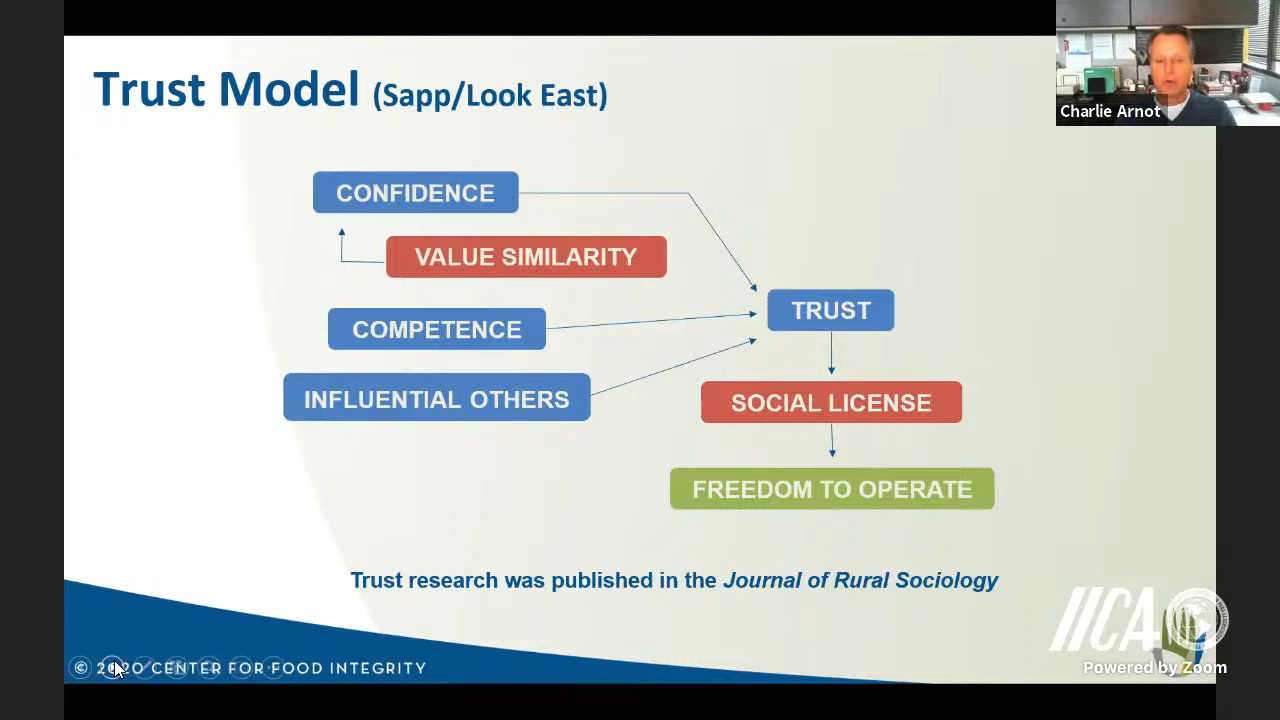 Trust Model (Sapp/Look East)
Charlie Arnot
CONFIDENCE
VALUE SIMILARITY
COMPETENCE
TRUST
INFLUENTIAL OTHERS
SOCIAL LICENSE
FREEDOM TO OPERATE
Trust research was published in the Journal of Rural Sociology
IICA
© 2020 CENTER FOR FOOD INTEGRITY
Powered by Zoom